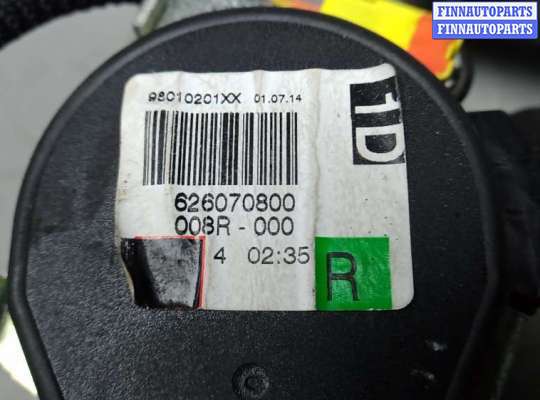 FINNAUTOPARTS
FINNAUTOPARTS
98010201XX 01.07.14
1D
626070800
008R-000
4 02:35
R